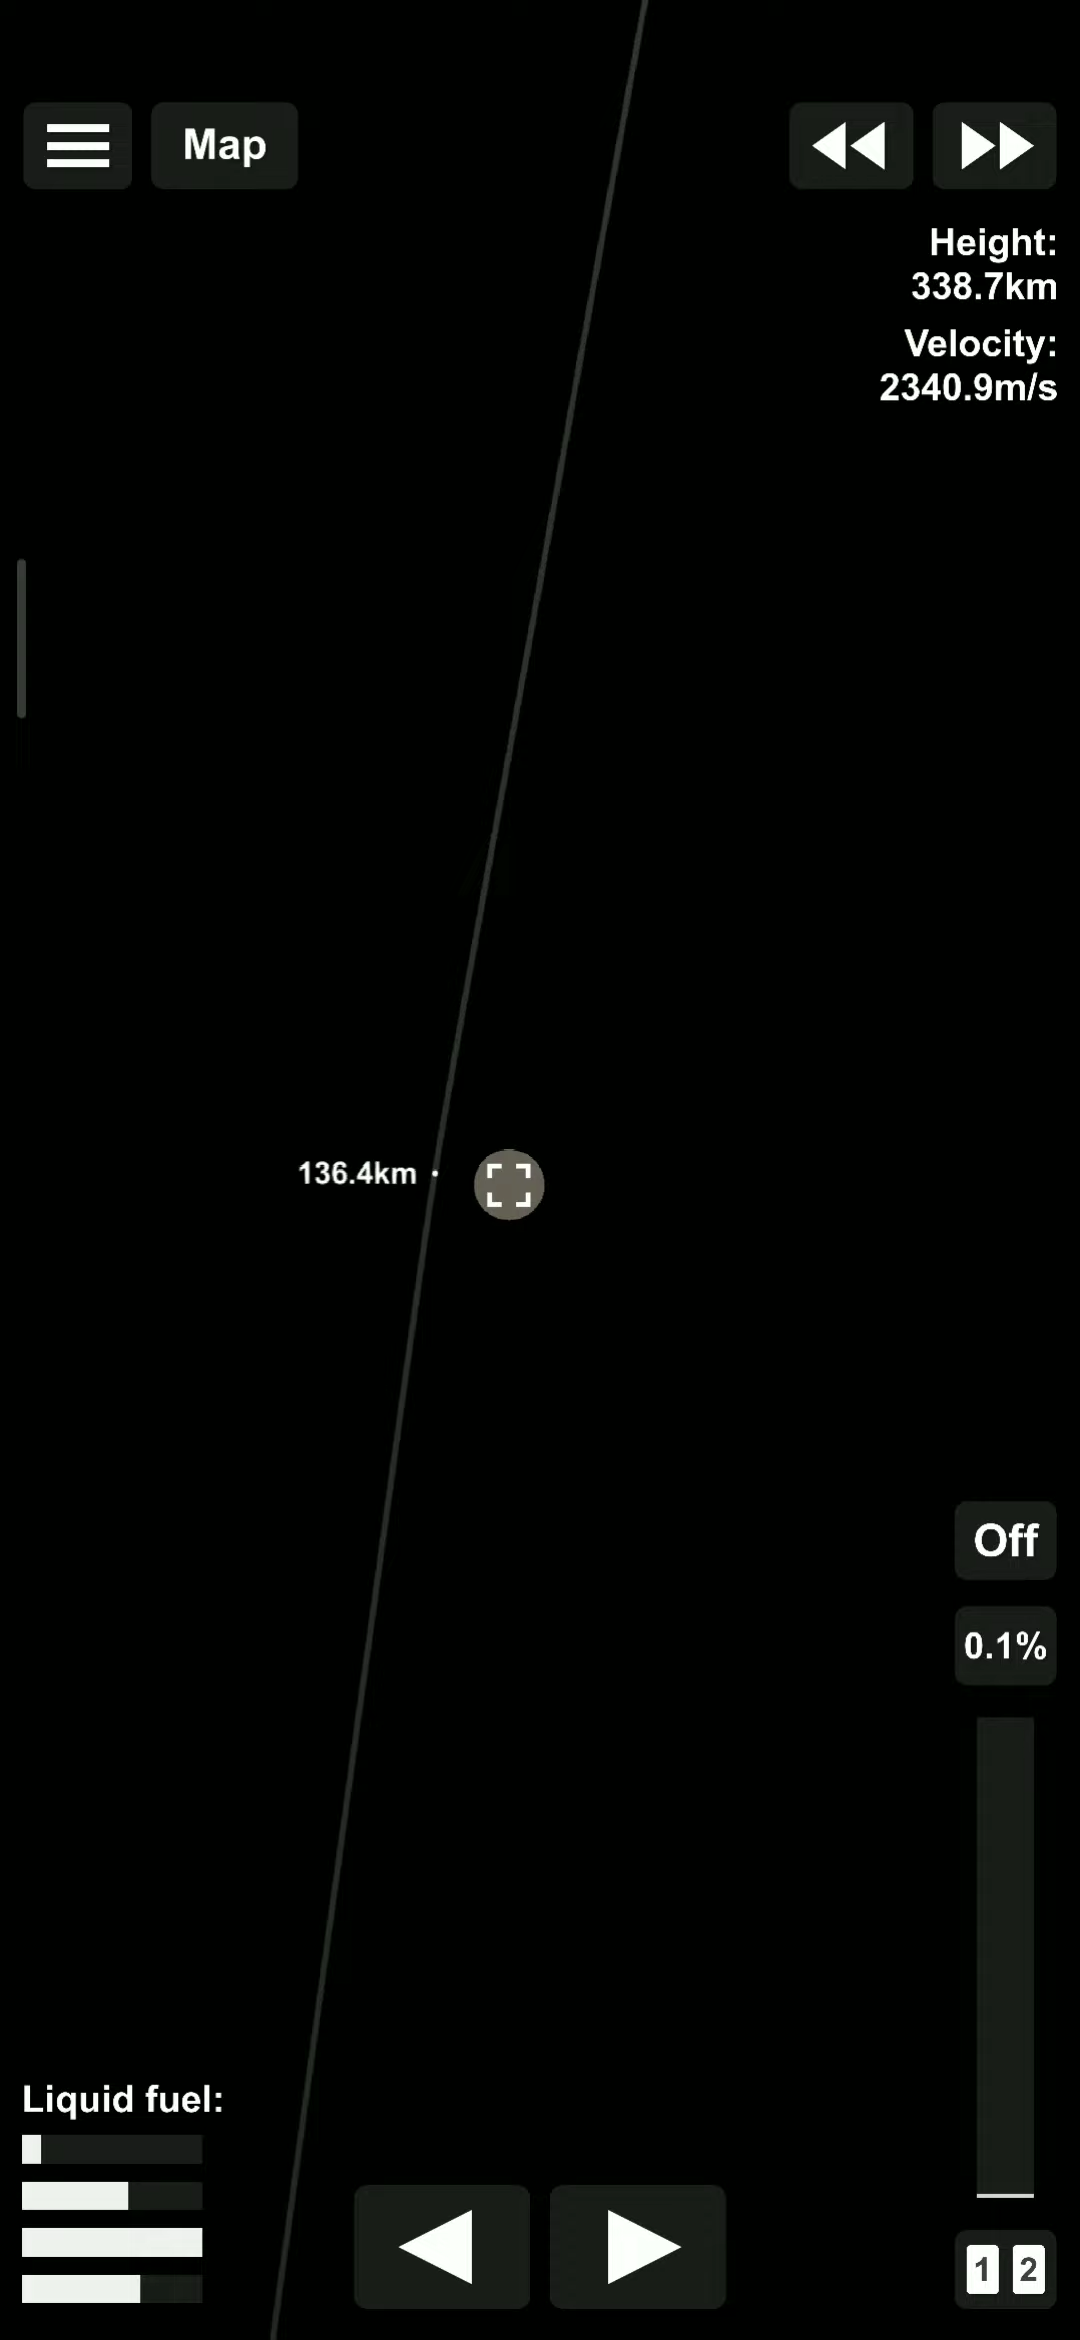 Map
Height:
338.7km
Velocity:
2340.9m/s
136.4km
Off
0.1%
Liquid fuel:
1 2